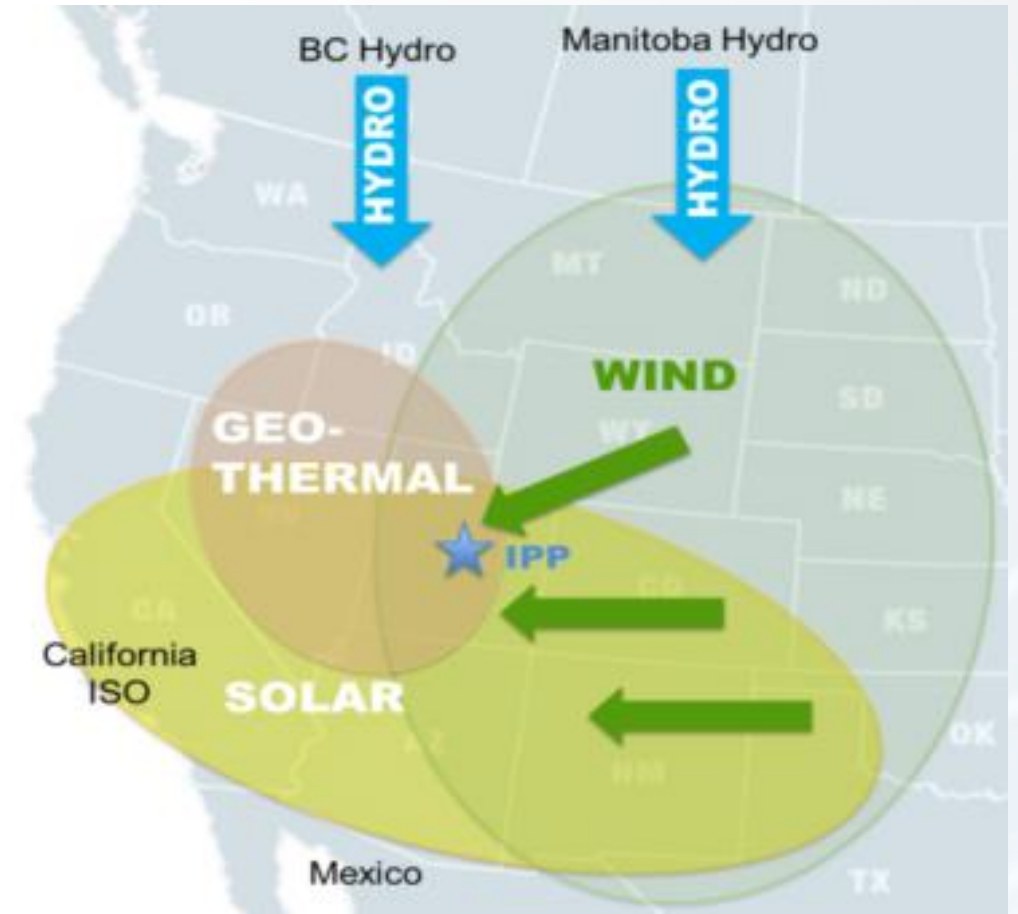 BC Hydro
Manitoba Hydro
HYDRO
HYDRO
WA
MT
ND
OR
ID
WIND
SD
GEO-
THERMAL
WY
NE
IPP
CO
CA
KS
California
ISO
SOLAR
AZ
NM
OK
Mexico
TX